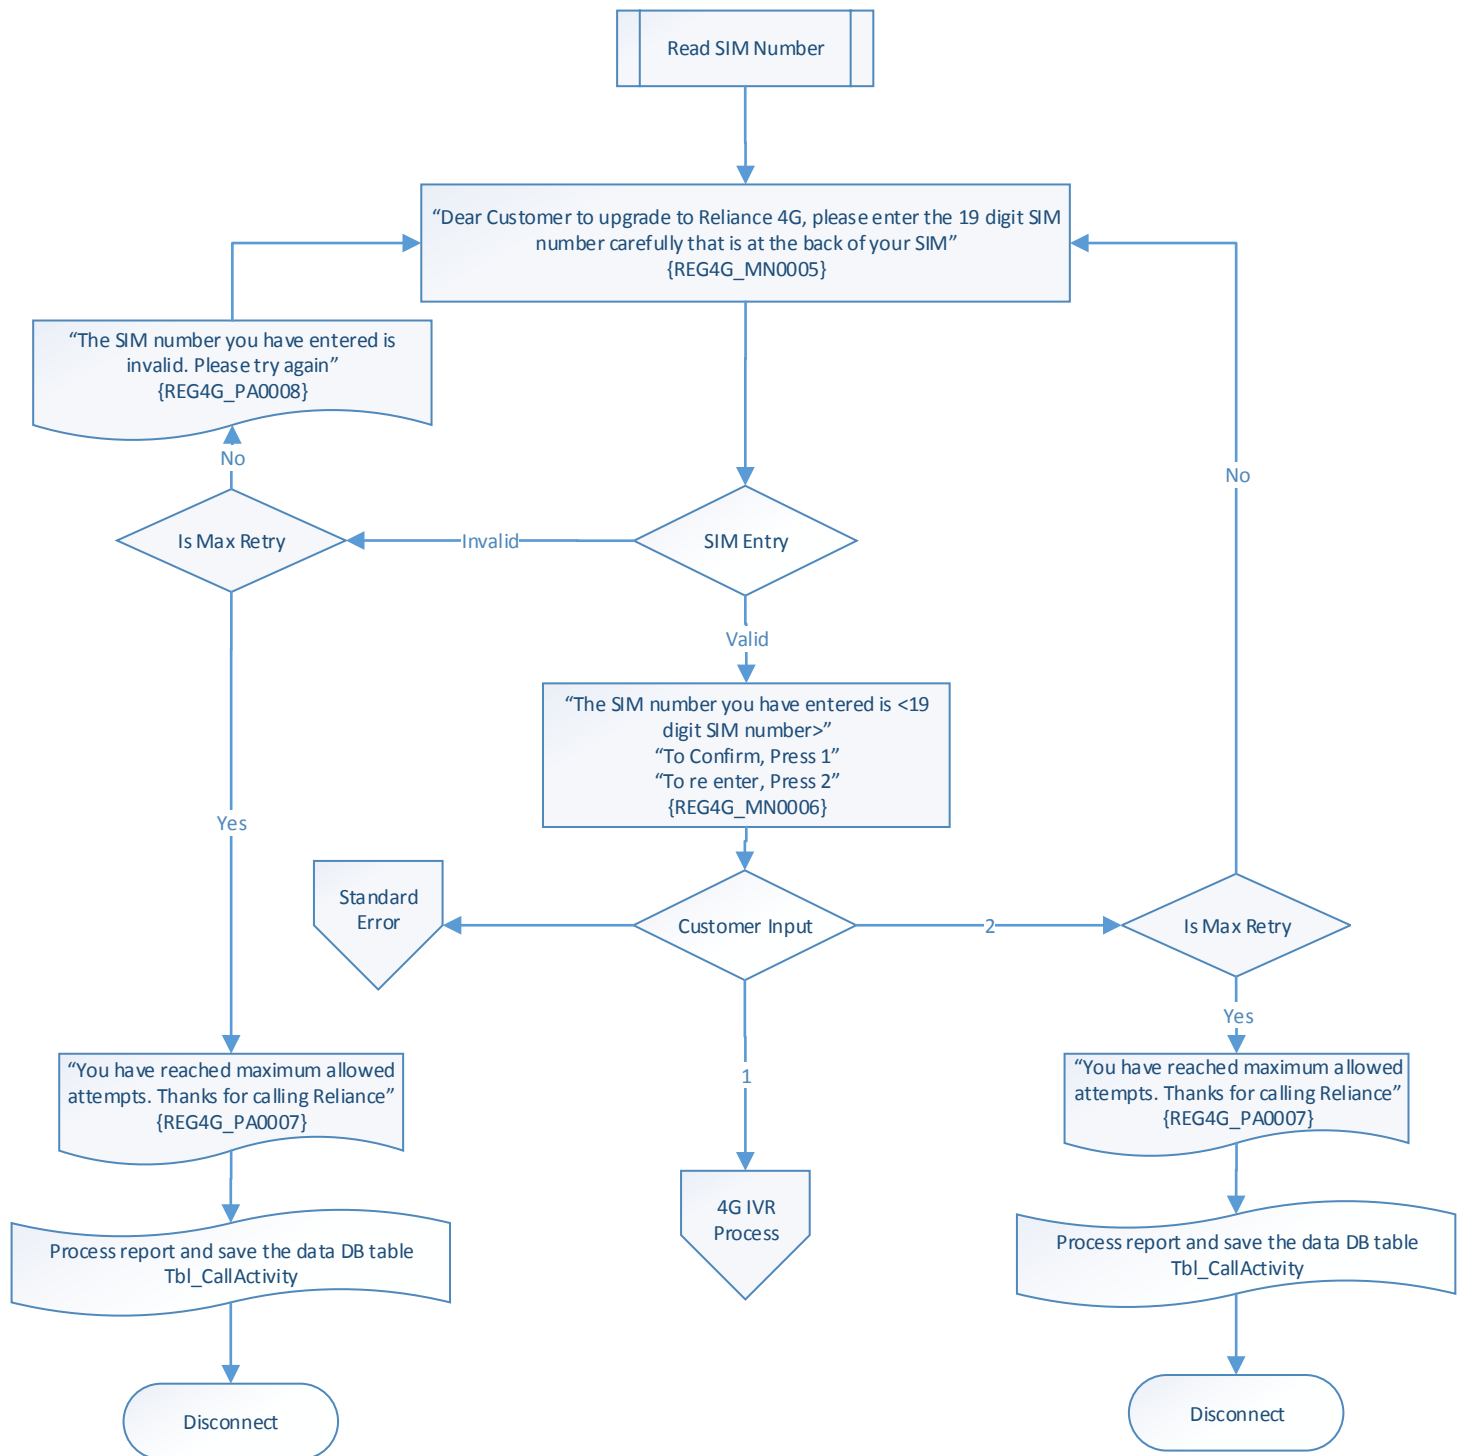 Read SIM Number
“Dear Customer to upgrade to Reliance 4G, please enter the 19 digit SIM
number carefully that is at the back of your SIM”
{REG4G_MN0005}
“The SIM number you have entered is
invalid. Please try again”
{REG4G_PA0008}
No
No
Is Max Retry
Invalid
SIM Entry
Valid
“The SIM number you have entered is <19
digit SIM number>”
“To Confirm, Press 1”
“To re enter, Press 2”
{REG4G_MN0006}
Yes
Standard
Error
Customer Input
2
Is Max Retry
Yes
1
“You have reached maximum allowed
attempts. Thanks for calling Reliance”
{REG4G_PA0007}
“You have reached maximum allowed
attempts. Thanks for calling Reliance”
{REG4G_PA0007}
4G IVR
Process
Process report and save the data DB table
Tbl_CallActivity
Process report and save the data DB table
Tbl_CallActivity
Disconnect
Disconnect